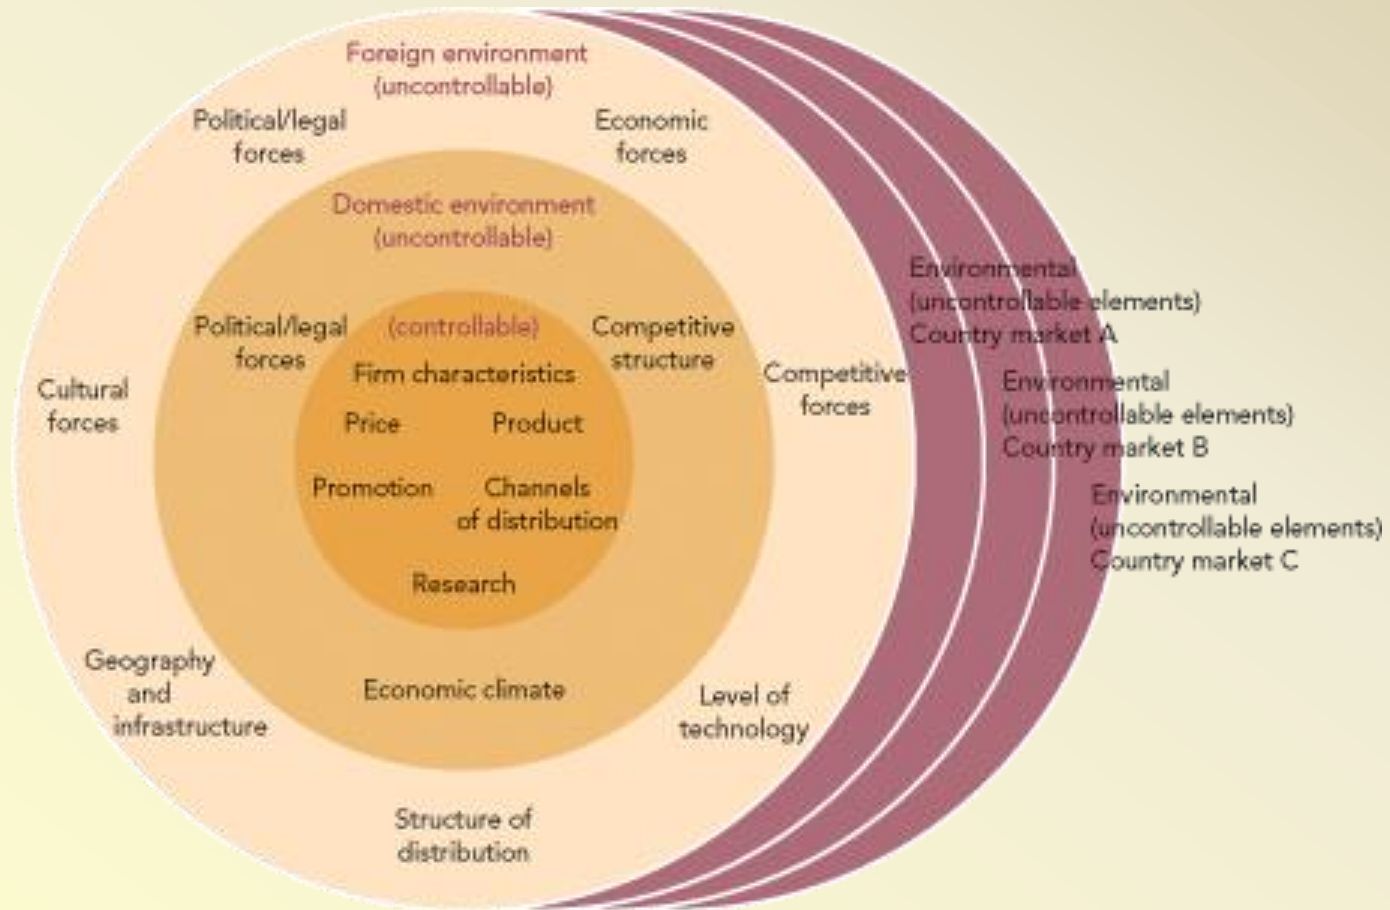 Foreign environment
(uncontrollable)
Political/legal
forces
Economic
forces
Domestic environment
(uncontrollable)
Political/legal
forces
(controllable)
Competitive
structure
Firm characteristics
Price
Product
Promotion
Channels
of distribution
Research
Economic climate
Cultural
forces
Competitive
forces
Geography
and
infrastructure
Level of
technology
Structure of
distribution
Environmental
(uncontrollable elements)
Country market A
Environmental
(uncontrollable elements)
Country market B
Environmental
(uncontrollable elements)
Country market C